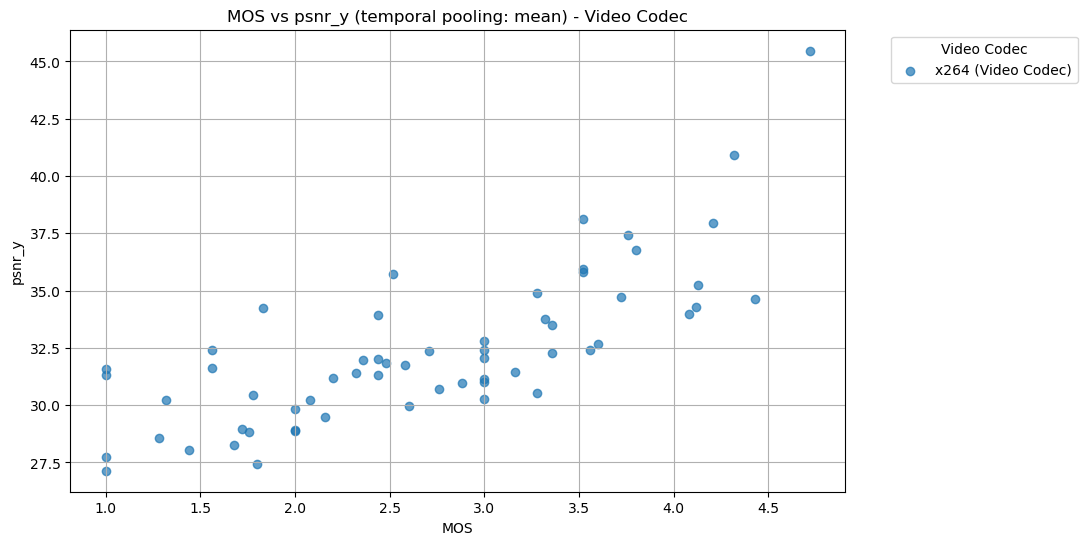 MOS vs psnr_y (temporal pooling: mean) - Video Codec
Video Codec
x264 (Video Codec)
psnr_y
45.0
42.5
40.0
37.5
35.0
32.5
30.0
27.5
1.0 1.5 2.0 2.5 3.0 3.5 4.0 4.5
MOS